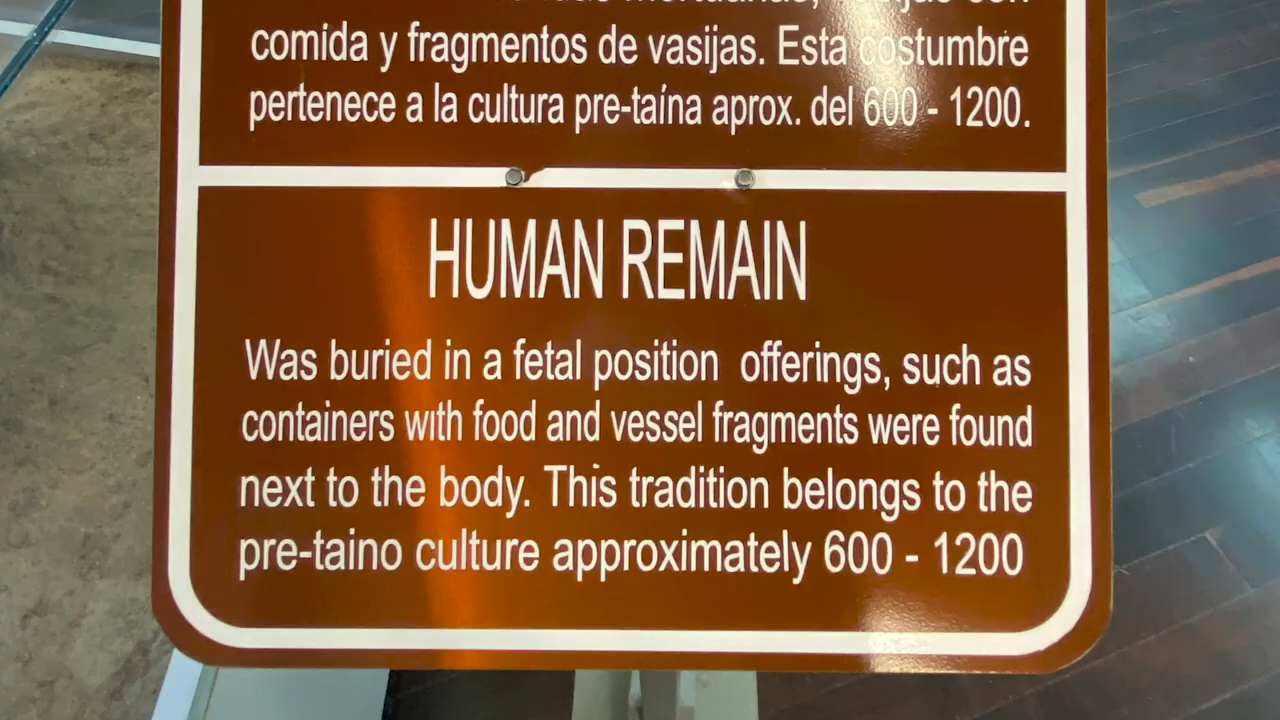 comida y fragmentos de vasijas. Esta costumbre
pertenece a la cultura pre-taína aprox. del 600 - 1200.
HUMAN REMAIN
Was buried in a fetal position offerings, such as
containers with food and vessel fragments were found
next to the body. This tradition belongs to the
pre-taino culture approximately 600 - 1200